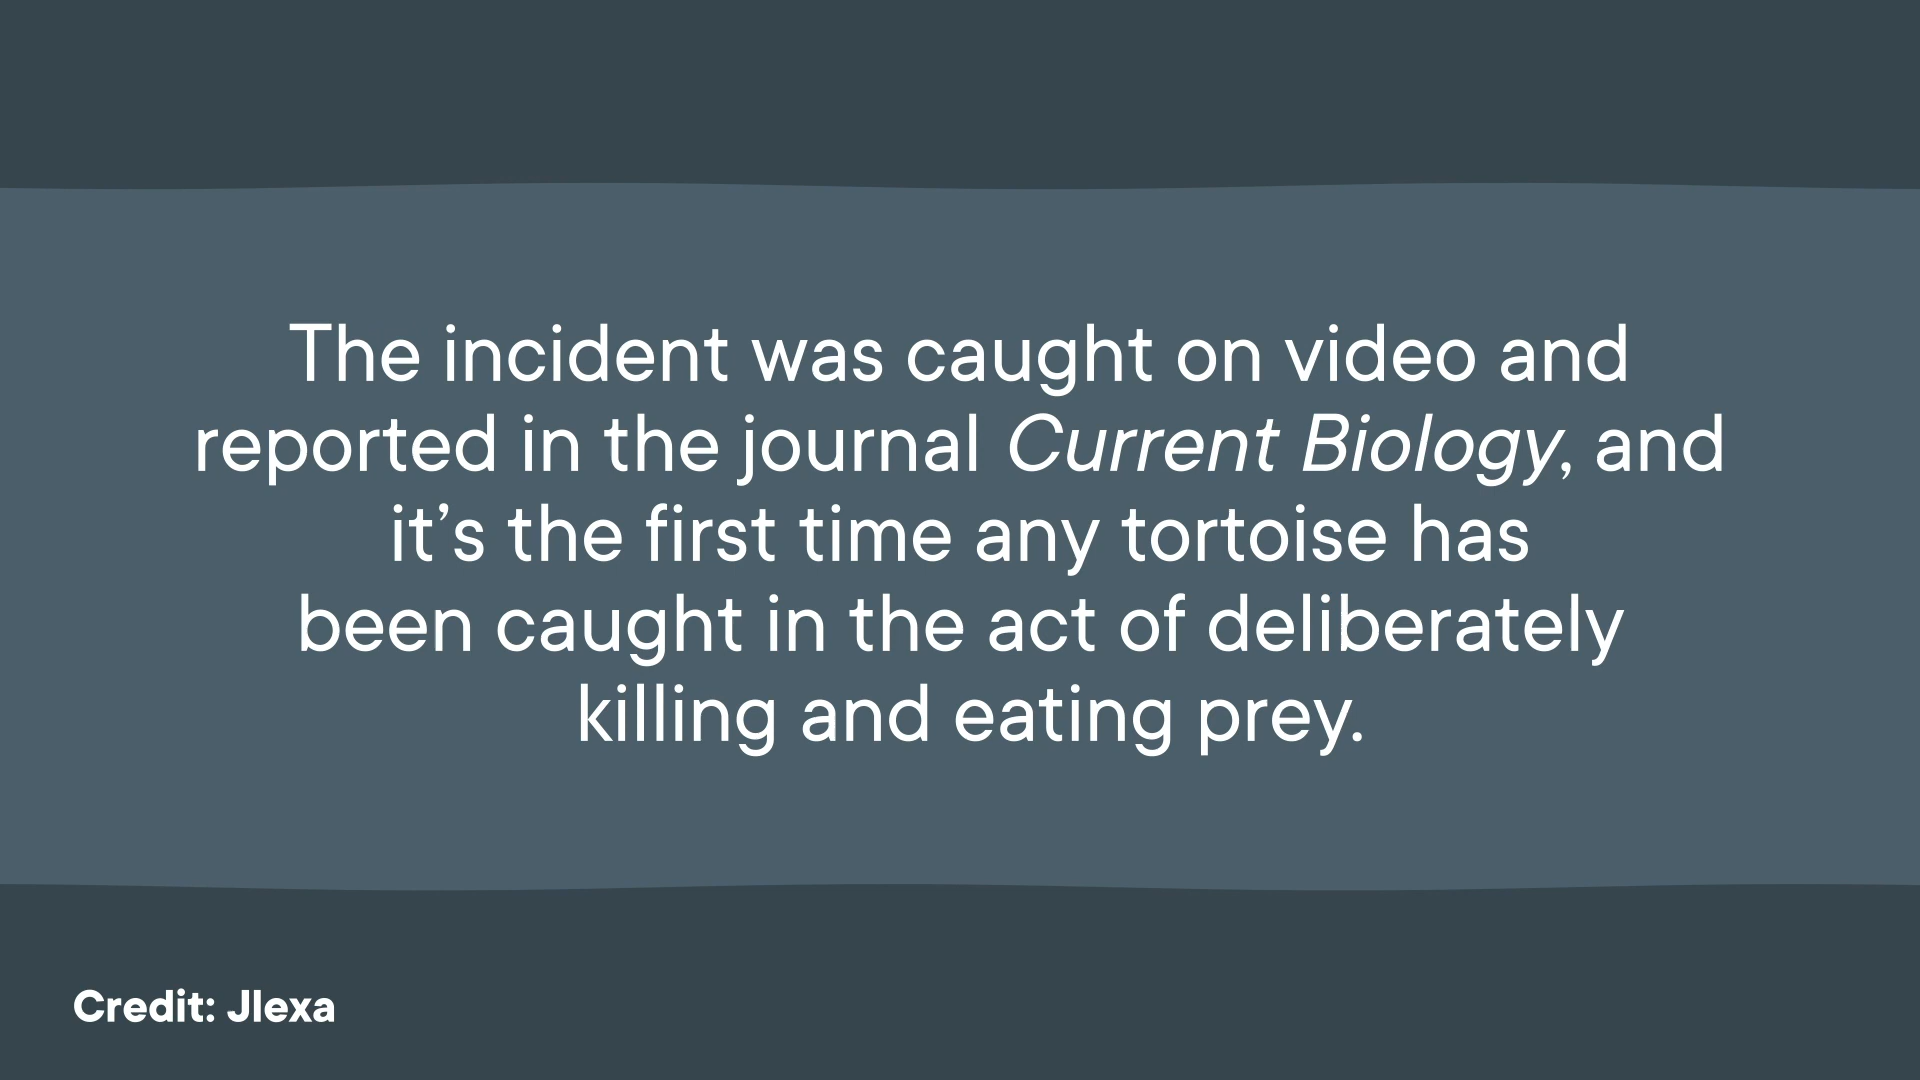 The incident was caught on video and
reported in the journal Current Biology, and
it’s the first time any tortoise has
been caught in the act of deliberately
killing and eating prey.
Credit: Jlexa